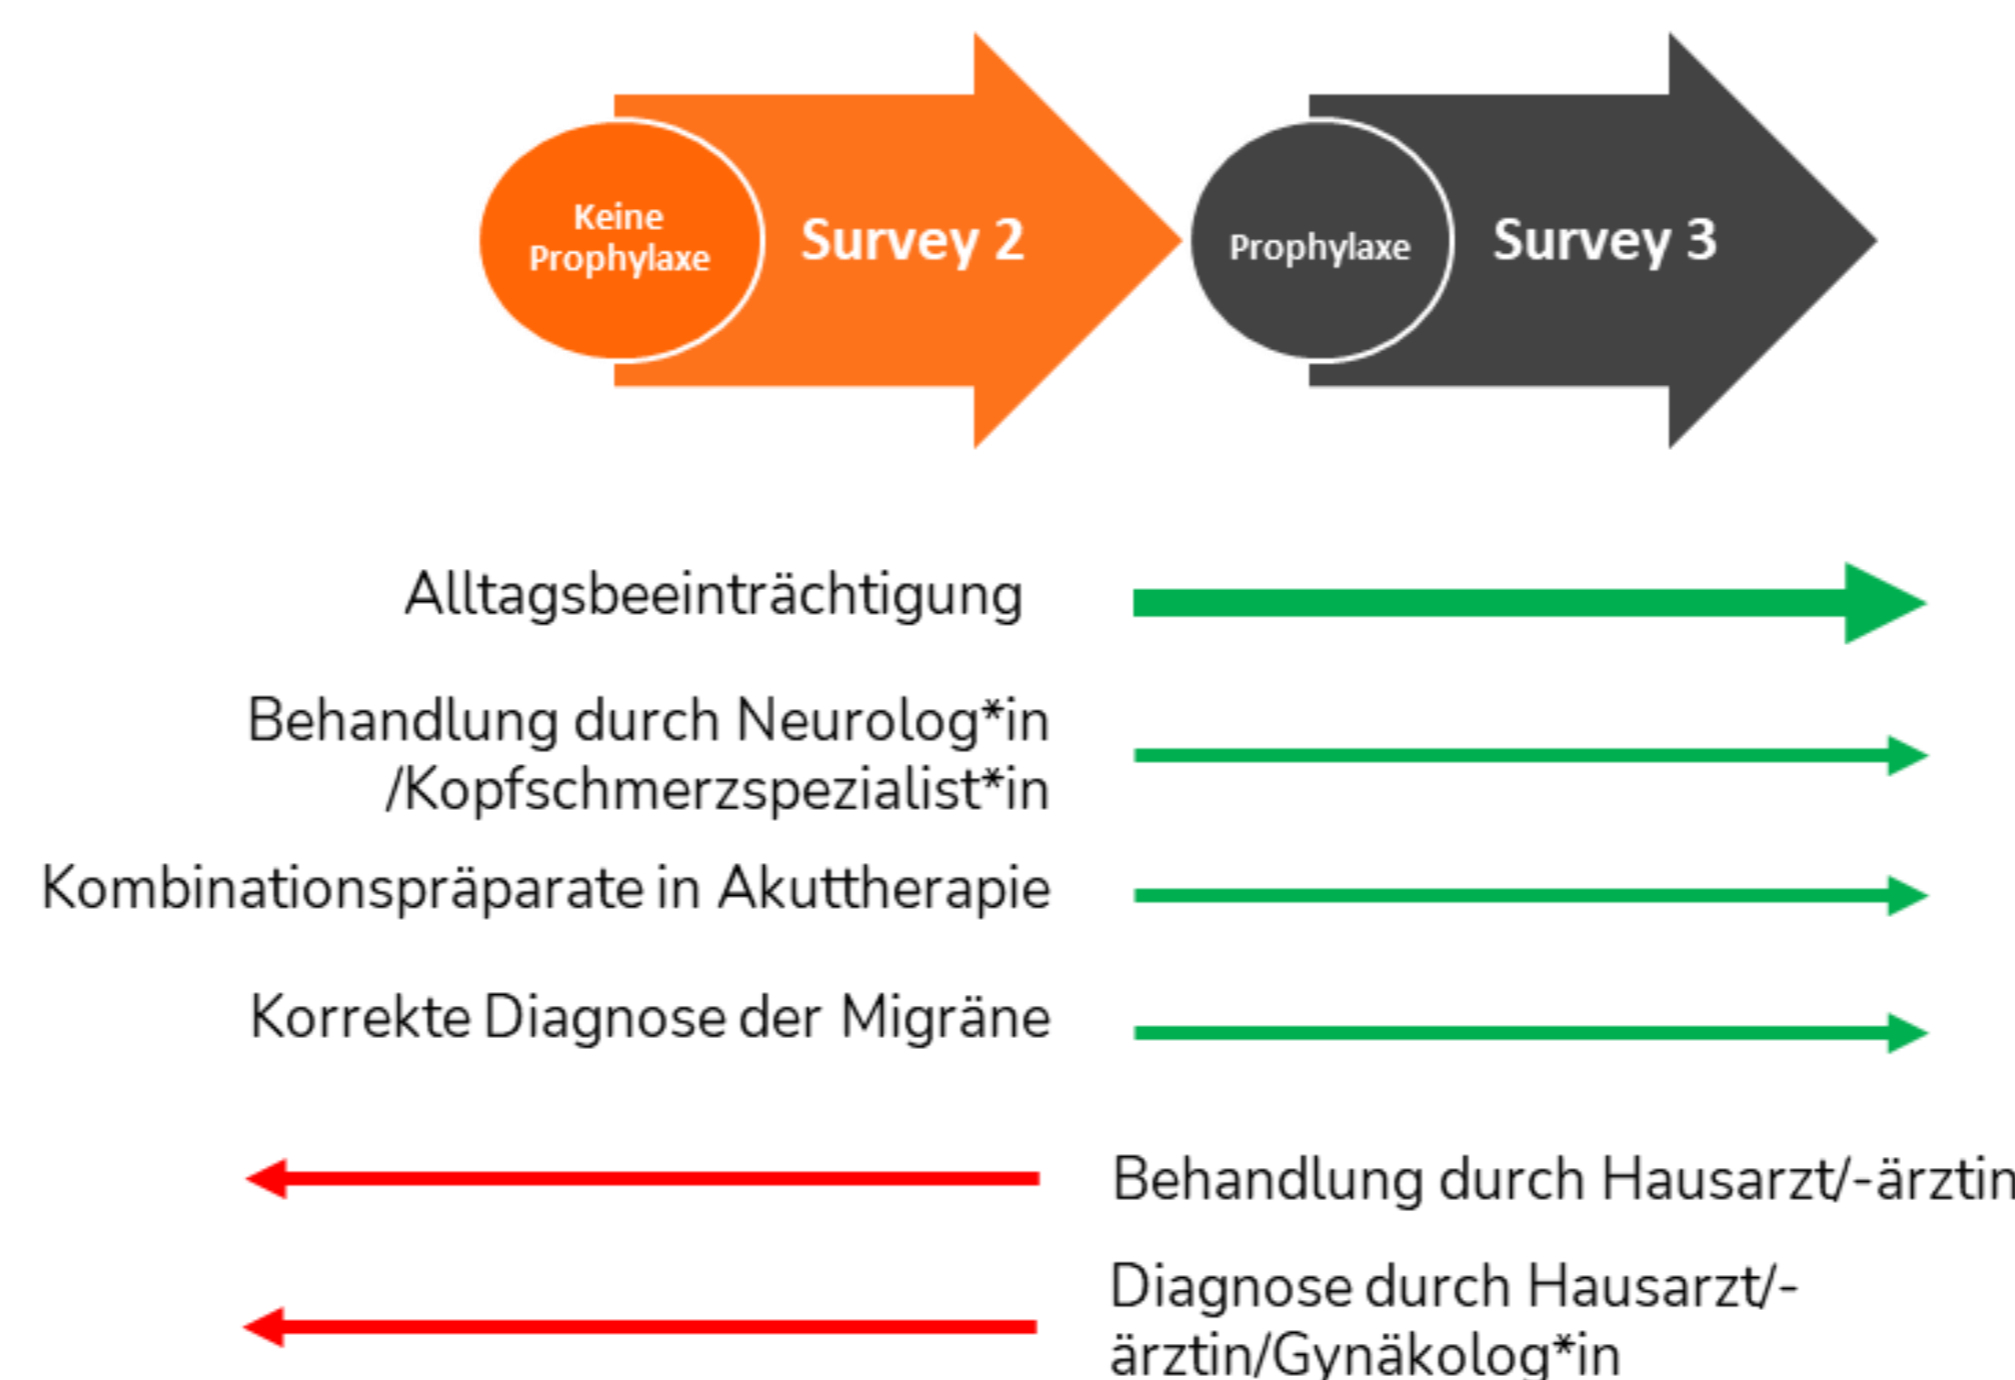 Keine
Prophylaxe
Survey 2
Prophylaxe
Survey 3
Alltagsbeeinträchtigung
Behandlung durch Neurolog*in
/Kopfschmerzspezialist*in
Kombinationspräparate in Akuttherapie
Korrekte Diagnose der Migräne
Behandlung durch Hausarzt/-ärztin
Diagnose durch Hausarzt/-
ärztin/Gynäkolog*in